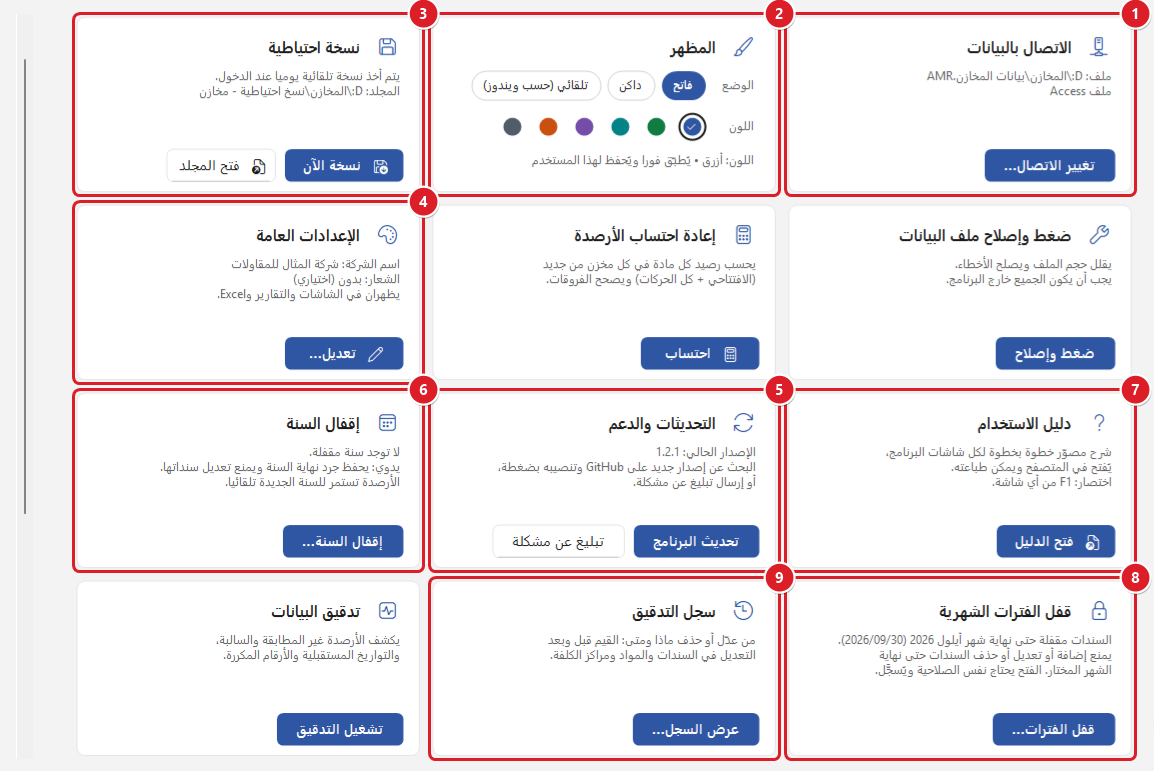 1
الاتصال بالبيانات
ملف: D:\المخازن\بيانات المخازن.AMR
ملف Access
تغيير الاتصال...
2
المظهر
الوضع
فاتح
داكن
تلقائي (حسب ويندوز)
اللون
اللون: أزرق • يُطبّق فورا ويُحفظ لهذا المستخدم
3
نسخة احتياطية
يتم أخذ نسخة تلقائية يوميا عند الدخول.
المجلد: D:\المخازن\نسخ احتياطية - مخازن
نسخة الآن
فتح المجلد
ضغط وإصلاح ملف البيانات
يقلل حجم الملف ويصلح الأخطاء.
يجب أن يكون الجميع خارج البرنامج.
ضغط وإصلاح
إعادة احتساب الأرصدة
يحسب رصيد كل مادة في كل مخزن من جديد
(الافتتاحي + كل الحركات) ويصحح الفروقات.
احتساب
4
الإعدادات العامة
اسم الشركة: شركة المثال للمقاولات
الشعار: بدون (اختياري)
يظهران في الشاشات والتقارير وExcel.
تعديل...
7
دليل الاستخدام
شرح مصوّر خطوة بخطوة لكل شاشات البرنامج،
يُفتح في المتصفح ويمكن طباعته.
اختصار: F1 من أي شاشة.
فتح الدليل
5
التحديثات والدعم
الإصدار الحالي: 1.2.1
البحث عن إصدار جديد على GitHub وتنصيبه بضغطة،
أو إرسال تبليغ عن مشكلة.
تحديث البرنامج
تبليغ عن مشكلة
6
إقفال السنة
لا توجد سنة مقفلة.
يدوي: يحفظ جرد نهاية السنة ويمنع تعديل سنداتها.
الأرصدة تستمر للسنة الجديدة تلقائيا.
إقفال السنة...
8
قفل الفترات الشهرية
السندات مقفلة حتى نهاية شهر أيلول 2026 (2026/09/30).
يمنع إضافة أو تعديل أو حذف السندات حتى نهاية
الشهر المختار. الفتح يحتاج نفس الصلاحية ويُسجَّل.
قفل الفترات...
9
سجل التدقيق
من عدّل أو حذف ماذا ومتى: القيم قبل وبعد
التعديل في السندات والمواد ومراكز الكلفة.
عرض السجل...
تدقيق البيانات
يكشف الأرصدة غير المطابقة والسالبة،
والتواريخ المستقبلية والأرقام المكررة.
تشغيل التدقيق